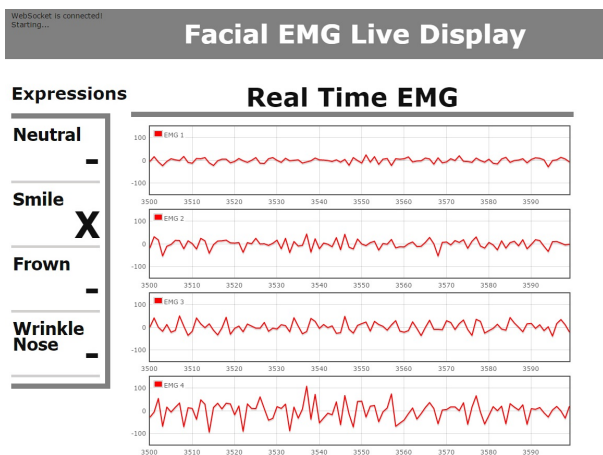 WebSocket is connected!
Starting...
Facial EMG Live Display
Expressions
Real Time EMG
Neutral
-
Smile
X
Frown
-
Wrinkle
Nose
-
EMG 1
100
0
-100
3500 3510 3520 3530 3540 3550 3560 3570 3580 3590
EMG 2
100
0
-100
3500 3510 3520 3530 3540 3550 3560 3570 3580 3590
EMG 3
100
0
-100
3500 3510 3520 3530 3540 3550 3560 3570 3580 3590
EMG 4
100
0
-100
3500 3510 3520 3530 3540 3550 3560 3570 3580 3590